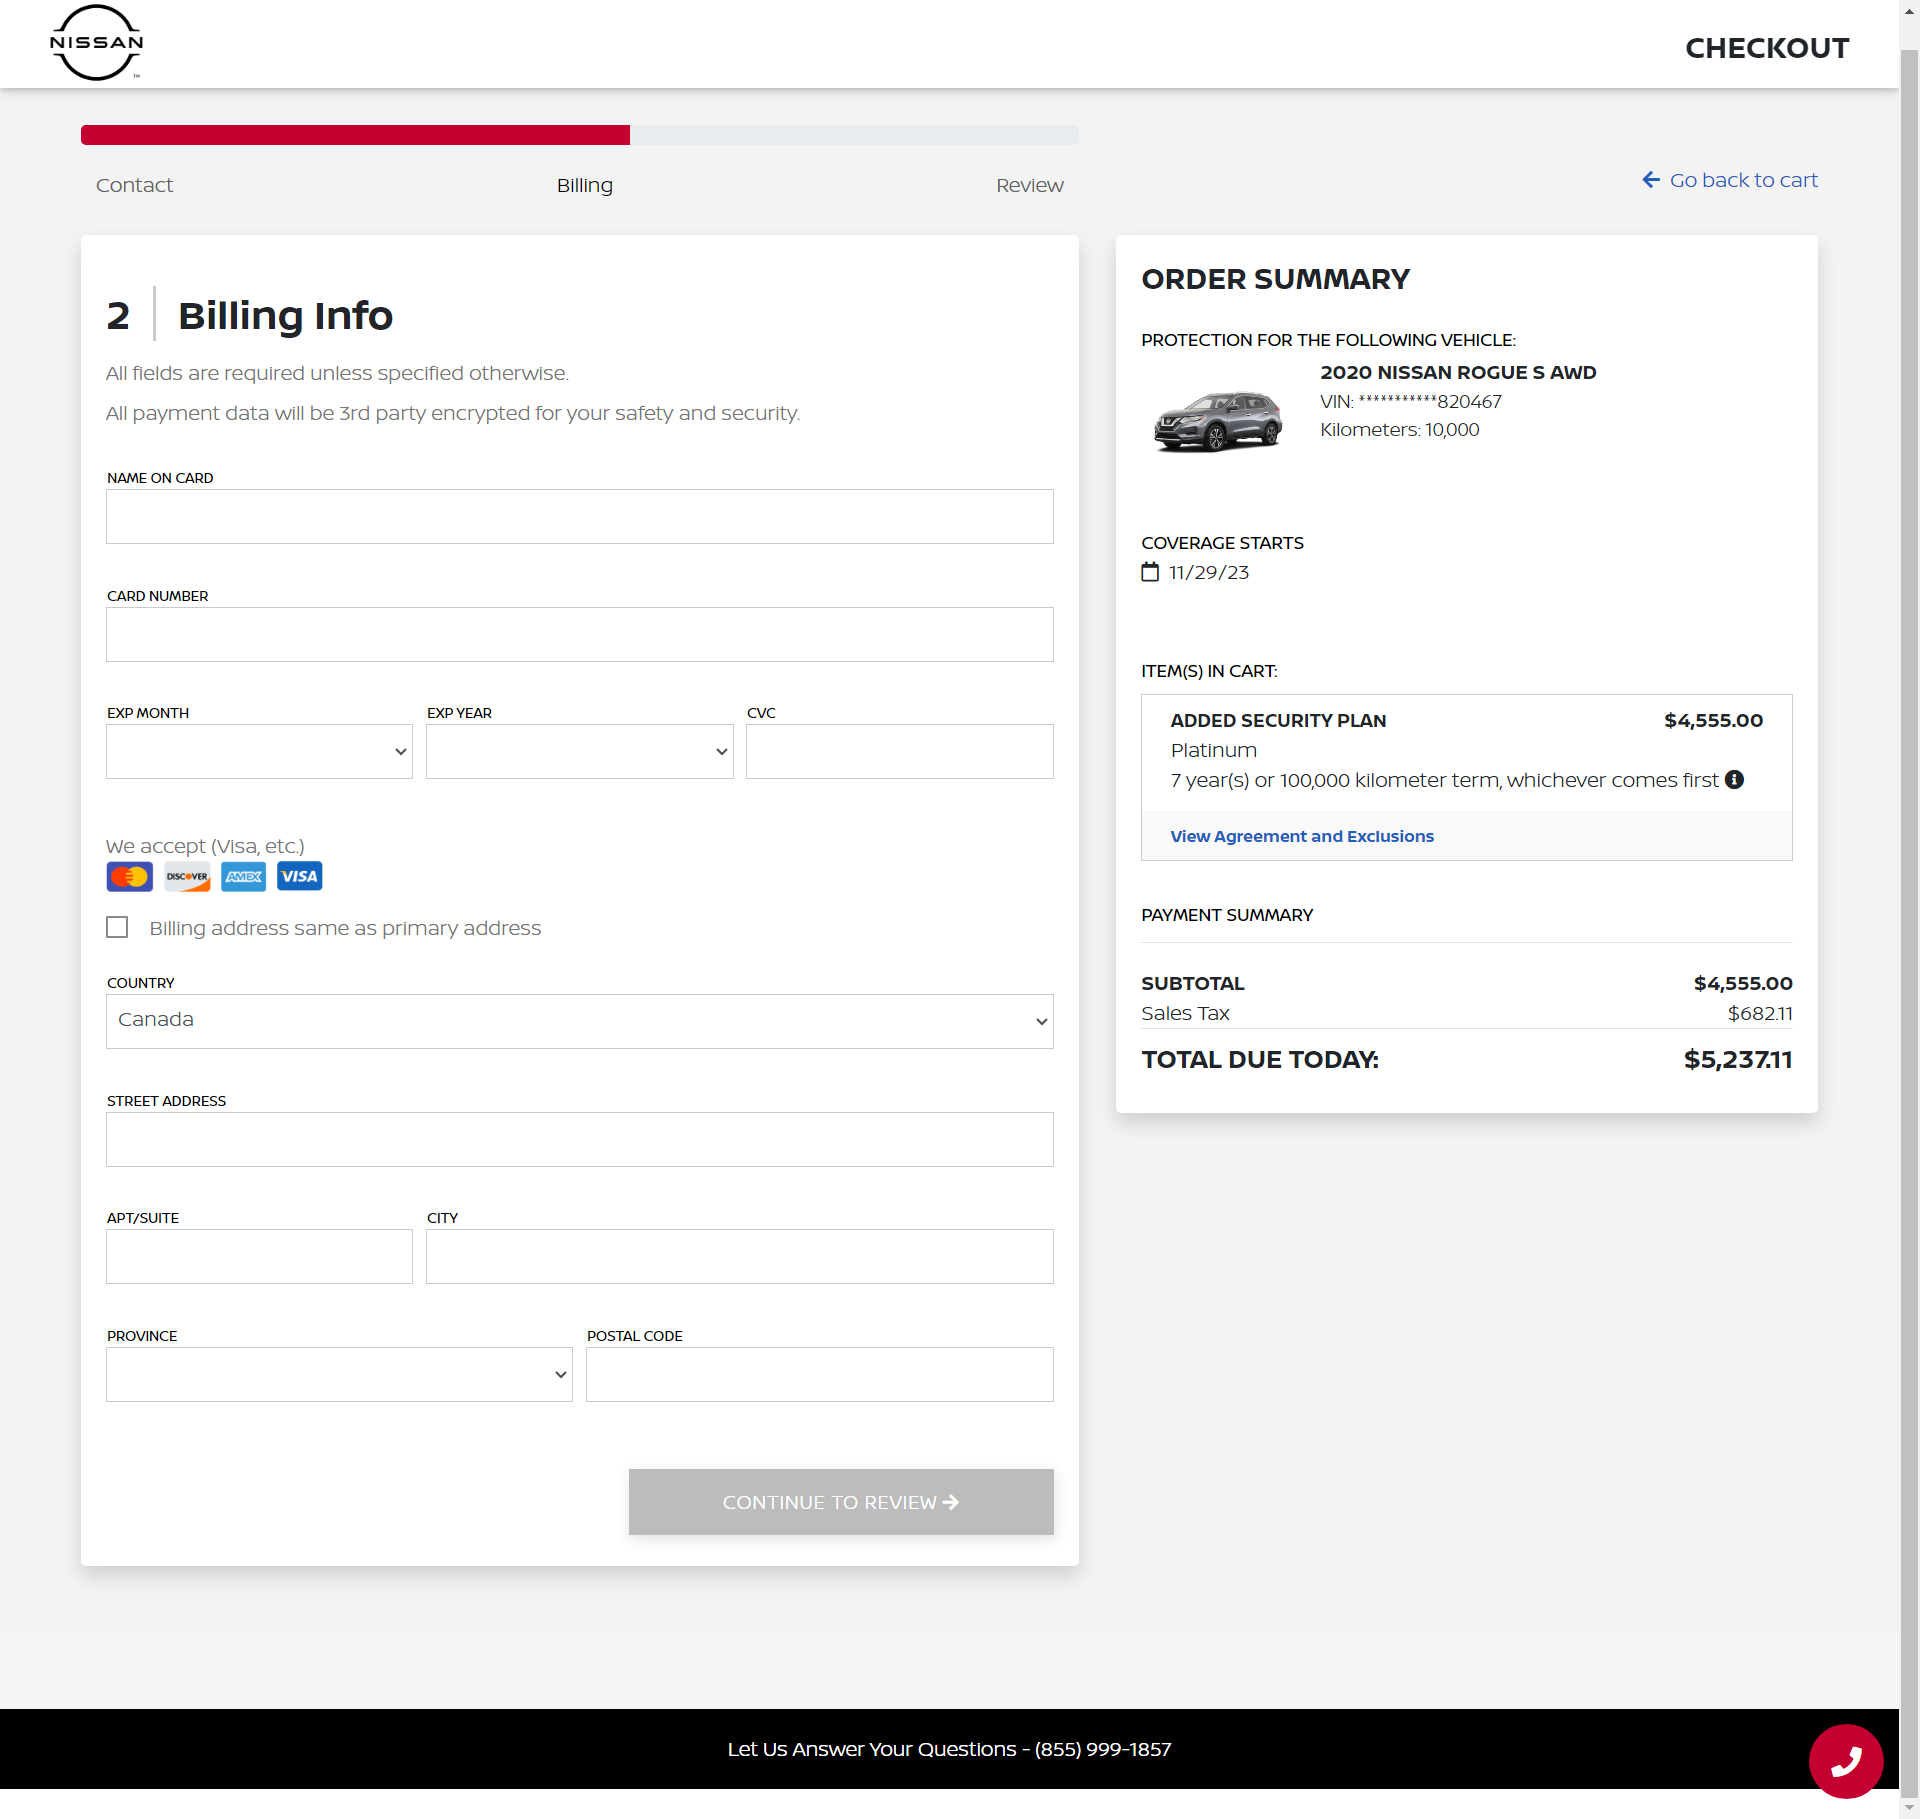 NISSAN
TM
CHECKOUT
Contact
Billing
Review
Go back to cart
2
Billing Info
All fields are required unless specified otherwise.
All payment data will be 3rd party encrypted for your safety and security.
NAME ON CARD
CARD NUMBER
EXP MONTH
EXP YEAR
CVC
We accept (Visa, etc.)
DISCOVER
AMEX
VISA
Billing address same as primary address
COUNTRY
Canada
STREET ADDRESS
APT/SUITE
CITY
PROVINCE
POSTAL CODE
CONTINUE TO REVIEW
ORDER SUMMARY
PROTECTION FOR THE FOLLOWING VEHICLE:
2020 NISSAN ROGUE S AWD
VIN: ***********820467
Kilometers: 10,000
COVERAGE STARTS
11/29/23
ITEM(S) IN CART:
ADDED SECURITY PLAN $4,555.00
Platinum
7 year(s) or 100,000 kilometer term, whichever comes first
View Agreement and Exclusions
PAYMENT SUMMARY
SUBTOTAL $4,555.00
Sales Tax $682.11
TOTAL DUE TODAY: $5,237.11
Let Us Answer Your Questions - (855) 999-1857